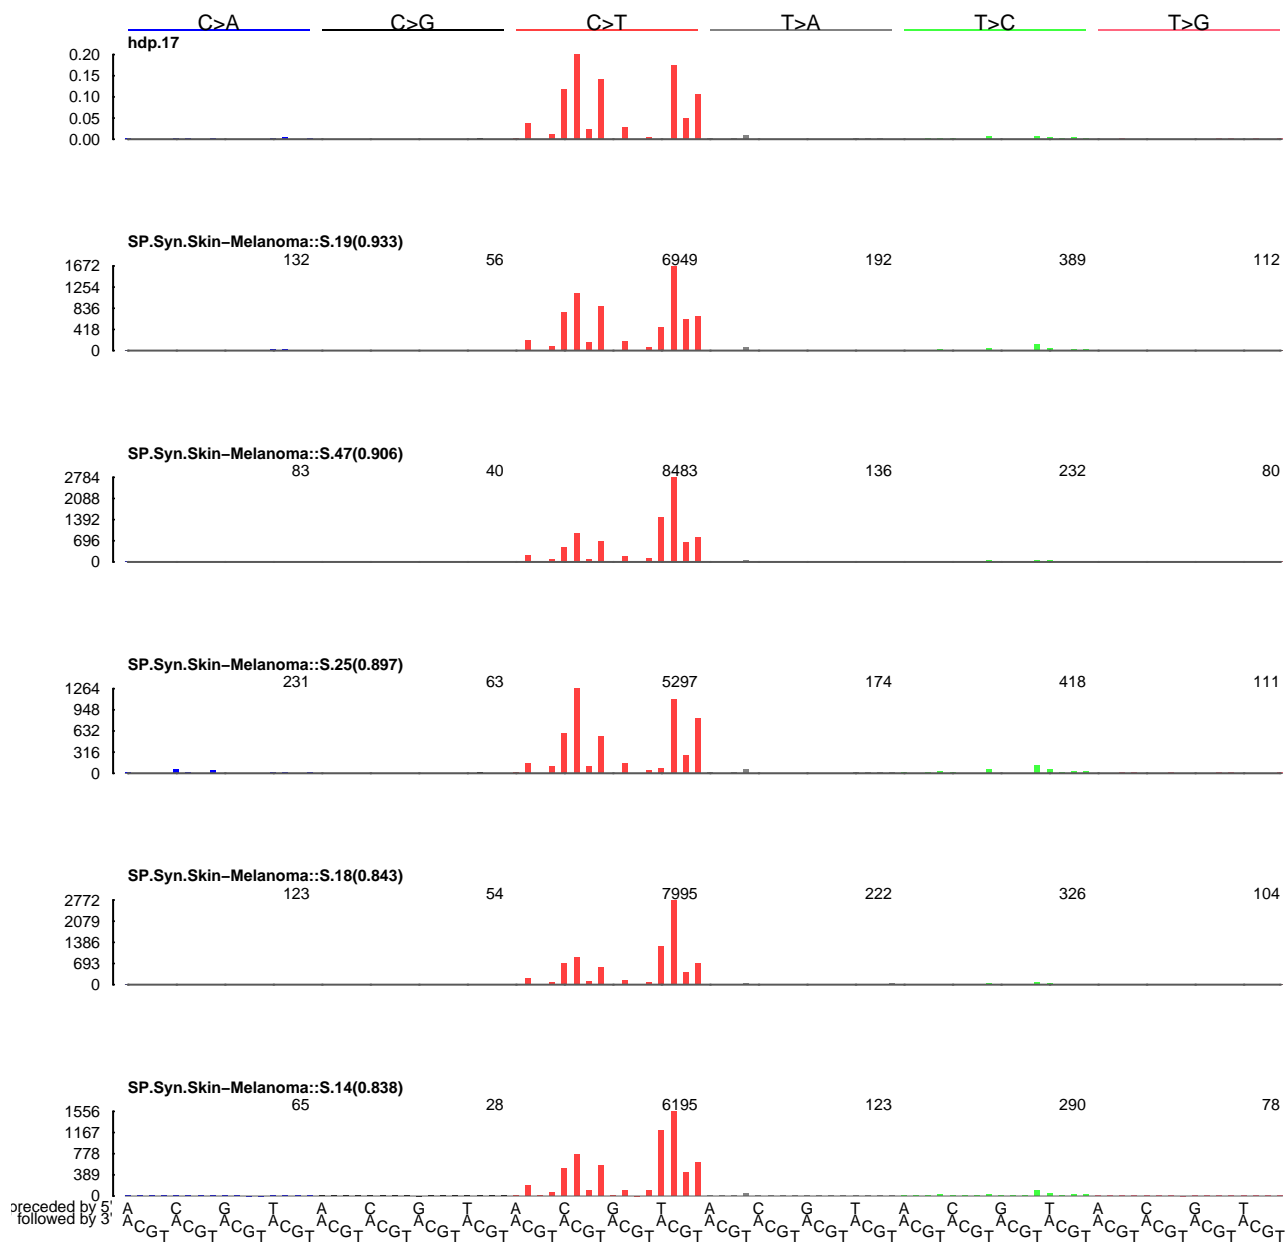 C>A C>G C>T T>A T>C T>G
hdp.17
0.20
0.15
0.10
0.05
0.00
SP.Syn.Skin−Melanoma::S.19(0.933)
132 56 6949 192 389 112
1672
1254
836
418
0
SP.Syn.Skin−Melanoma::S.47(0.906)
83 40 8483 136 232 80
2784
2088
1392
696
0
SP.Syn.Skin−Melanoma::S.25(0.897)
231 63 5297 174 418 111
1264
948
632
316
0
SP.Syn.Skin−Melanoma::S.18(0.843)
123 54 7995 222 326 104
2772
2079
1386
693
0
SP.Syn.Skin−Melanoma::S.14(0.838)
65 28 6195 123 290 78
1556
1167
778
389
0
preceded by 5' A C G T A C G T A C G T A C G T A C G T A C G T
followed by 3' A C G T A C G T A C G T A C G T A C G T A C G T A C G T A C G T A C G T A C G T A C G T A C G T A C G T A C G T A C G T A C G T A C G T A C G T A C G T A C G T A C G T A C G T A C G T A C G T